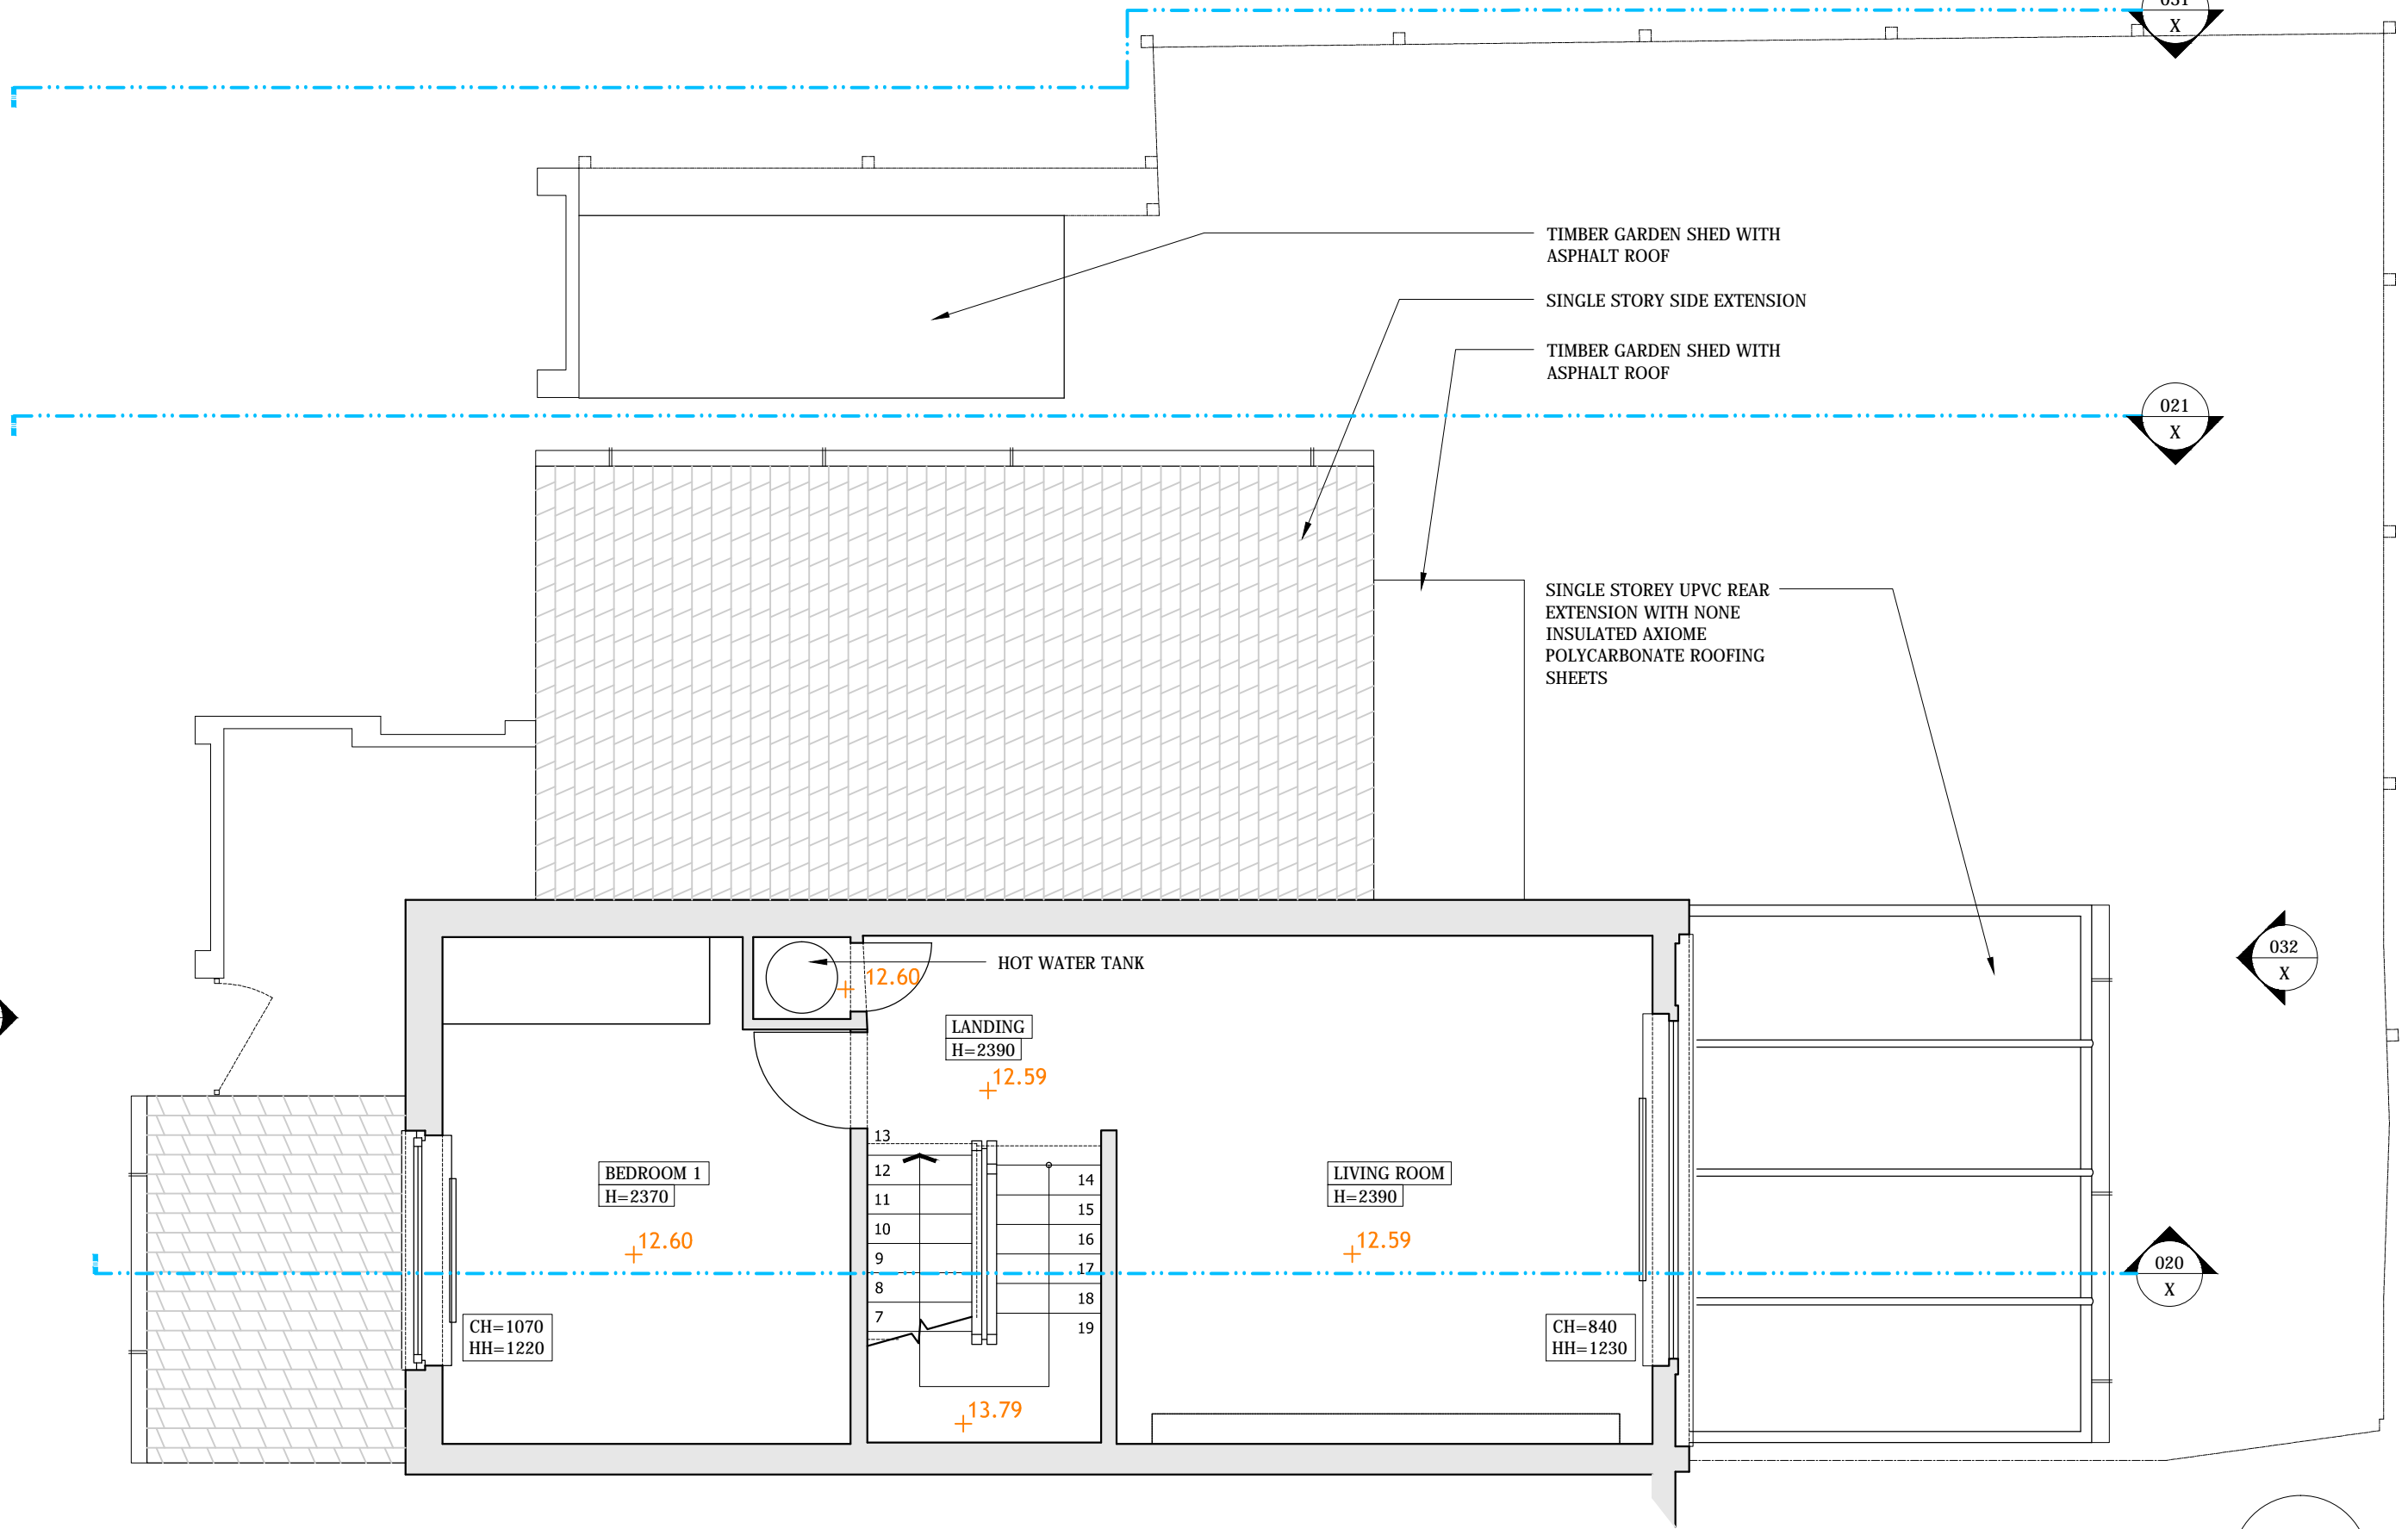 031
X
TIMBER GARDEN SHED WITH
ASPHALT ROOF
SINGLE STORY SIDE EXTENSION
TIMBER GARDEN SHED WITH
ASPHALT ROOF
021
X
SINGLE STOREY UPVC REAR
EXTENSION WITH NONE
INSULATED AXIOME
POLYCARBONATE ROOFING
SHEETS
032
X
HOT WATER TANK
12.60
LANDING
H=2390
12.59
BEDROOM 1
H=2370
12.60
13
12
11
10
9
8
7
14
15
16
17
18
19
13.79
LIVING ROOM
H=2390
12.59
020
X
CH=1070
HH=1220
CH=840
HH=1230